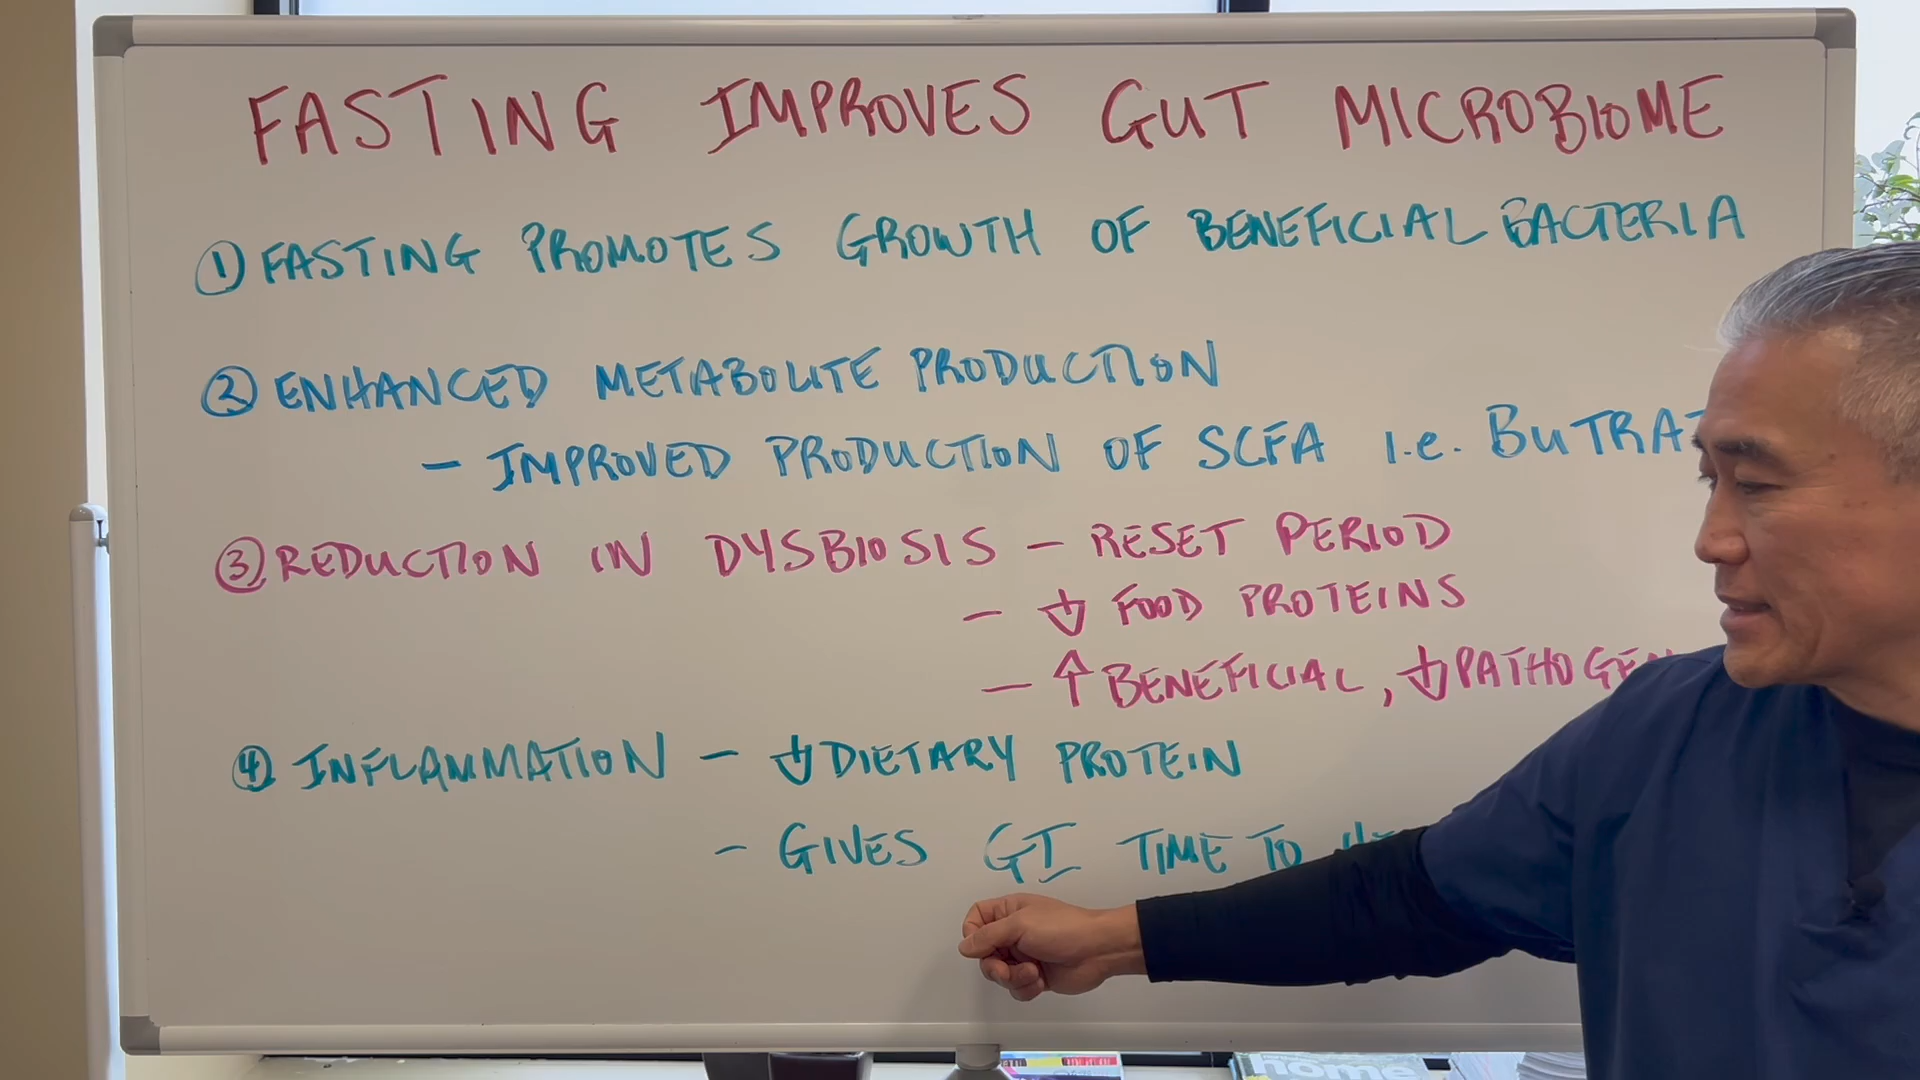 FASTING IMPROVES GUT MICROBIOME
① FASTING PROMOTES GROWTH OF BENEFICIAL BACTERIA
② ENHANCED METABOLITE PRODUCTION
- IMPROVED PRODUCTION OF SCFA i.e.
③ REDUCTION IN DYSBIOSIS - RESET PERIOD
- ↓ FOOD PROTEINS
- ↑ BENEFICIAL, ↓
④ INFLAMMATION - ↓ DIETARY PROTEIN
- GIVES GI TIME TO
home